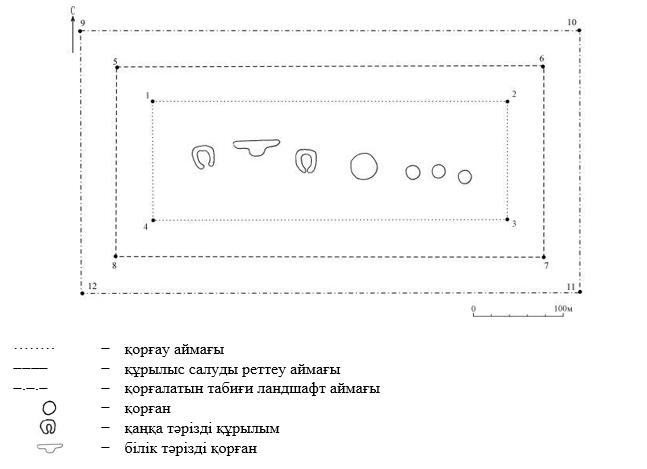 С
9 10
5 6
1 2
4 3
8 7
12 11
0 100м
........ – қорғау аймағы
–––– – құрылыс салуды реттеу аймағы
–·–·– – қорғалатын табиғи ландшафт аймағы
– қорған
– қаңқа тәрізді құрылым
– білік тәрізді қорған